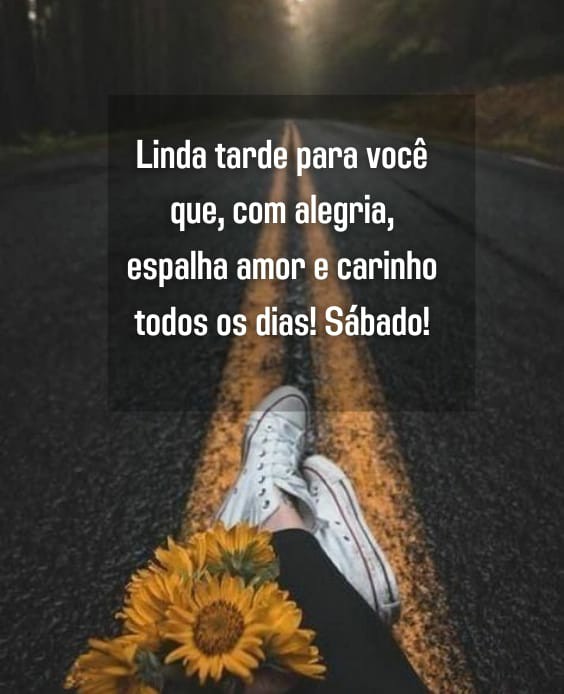 Linda tarde para você
que, com alegria,
espalha amor e carinho
todos os dias! Sábado!